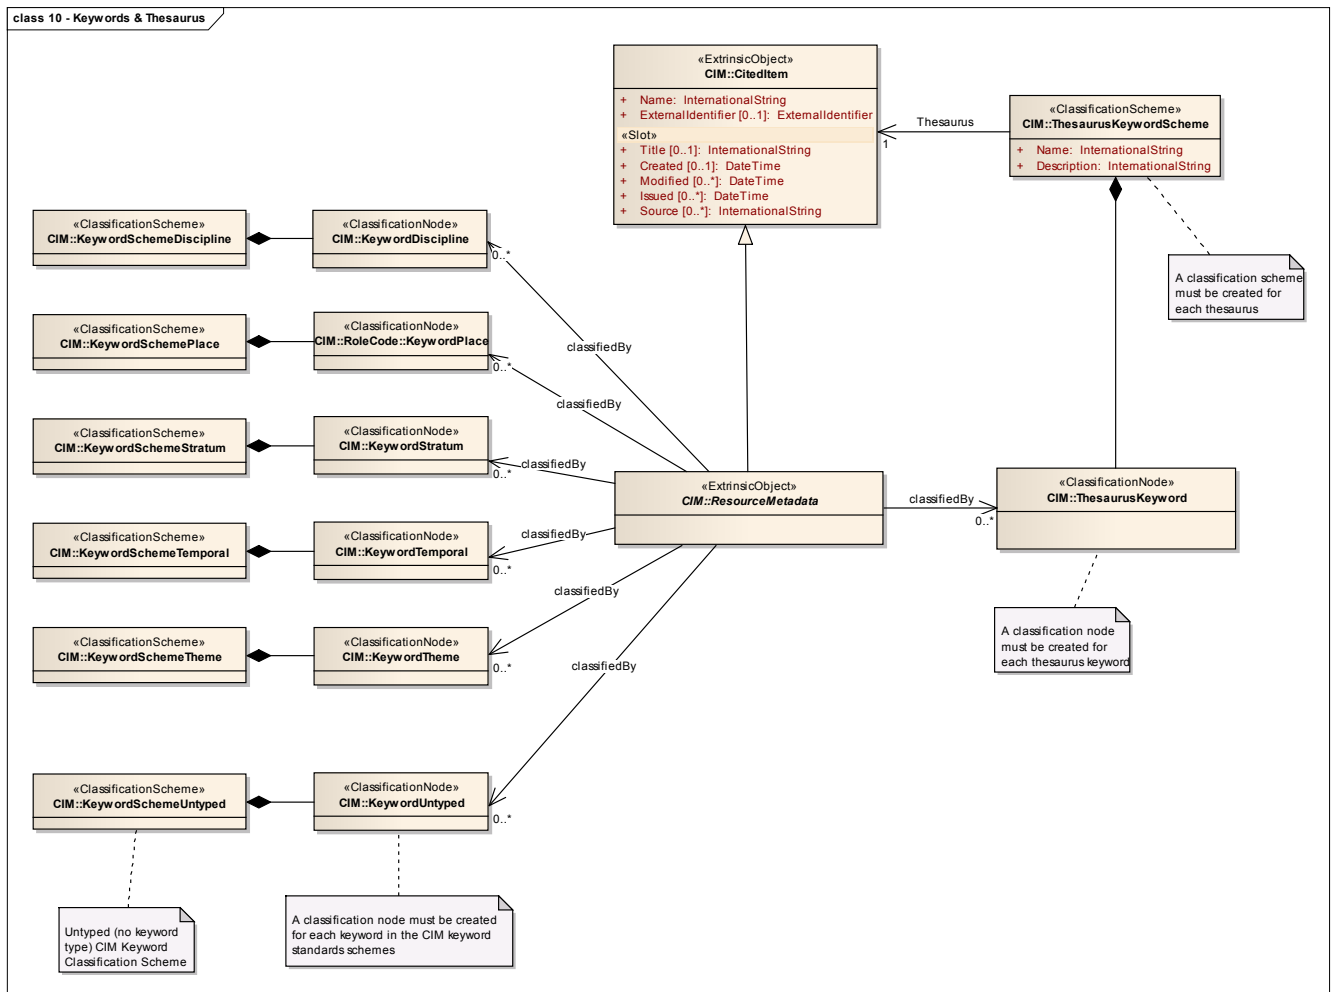 class 10 - Keywords & Thesaurus
«ExtrinsicObject»
CIM::CitedItem
+ Name: InternationalString
+ ExternalIdentifier [0..1]: ExternalIdentifier
«Slot»
+ Title [0..1]: InternationalString
+ Created [0..1]: DateTime
+ Modified [0..*]: DateTime
+ Issued [0..*]: DateTime
+ Source [0..*]: InternationalString
Thesaurus
1
«ClassificationScheme»
CIM::ThesaurusKeywordScheme
+ Name: InternationalString
+ Description: InternationalString
A classification scheme
must be created for
each thesaurus
«ClassificationScheme»
CIM::KeywordSchemeDiscipline
«ClassificationNode»
CIM::KeywordDiscipline
0..*
classifiedBy
«ClassificationScheme»
CIM::KeywordSchemePlace
«ClassificationNode»
CIM::RoleCode::KeywordPlace
0..*
classifiedBy
«ClassificationScheme»
CIM::KeywordSchemeStratum
«ClassificationNode»
CIM::KeywordStratum
0..*
classifiedBy
«ExtrinsicObject»
CIM::ResourceMetadata
classifiedBy
0..*
«ClassificationNode»
CIM::ThesaurusKeyword
«ClassificationScheme»
CIM::KeywordSchemeTemporal
«ClassificationNode»
CIM::KeywordTemporal
0..*
classifiedBy
A classification node
must be created for
each thesaurus keyword
«ClassificationScheme»
CIM::KeywordSchemeTheme
«ClassificationNode»
CIM::KeywordTheme
0..*
classifiedBy
classifiedBy
«ClassificationScheme»
CIM::KeywordSchemeUntyped
«ClassificationNode»
CIM::KeywordUntyped
0..*
Untyped (no keyword
type) CIM Keyword
Classification Scheme
A classification node must be created
for each keyword in the CIM keyword
standards schemes